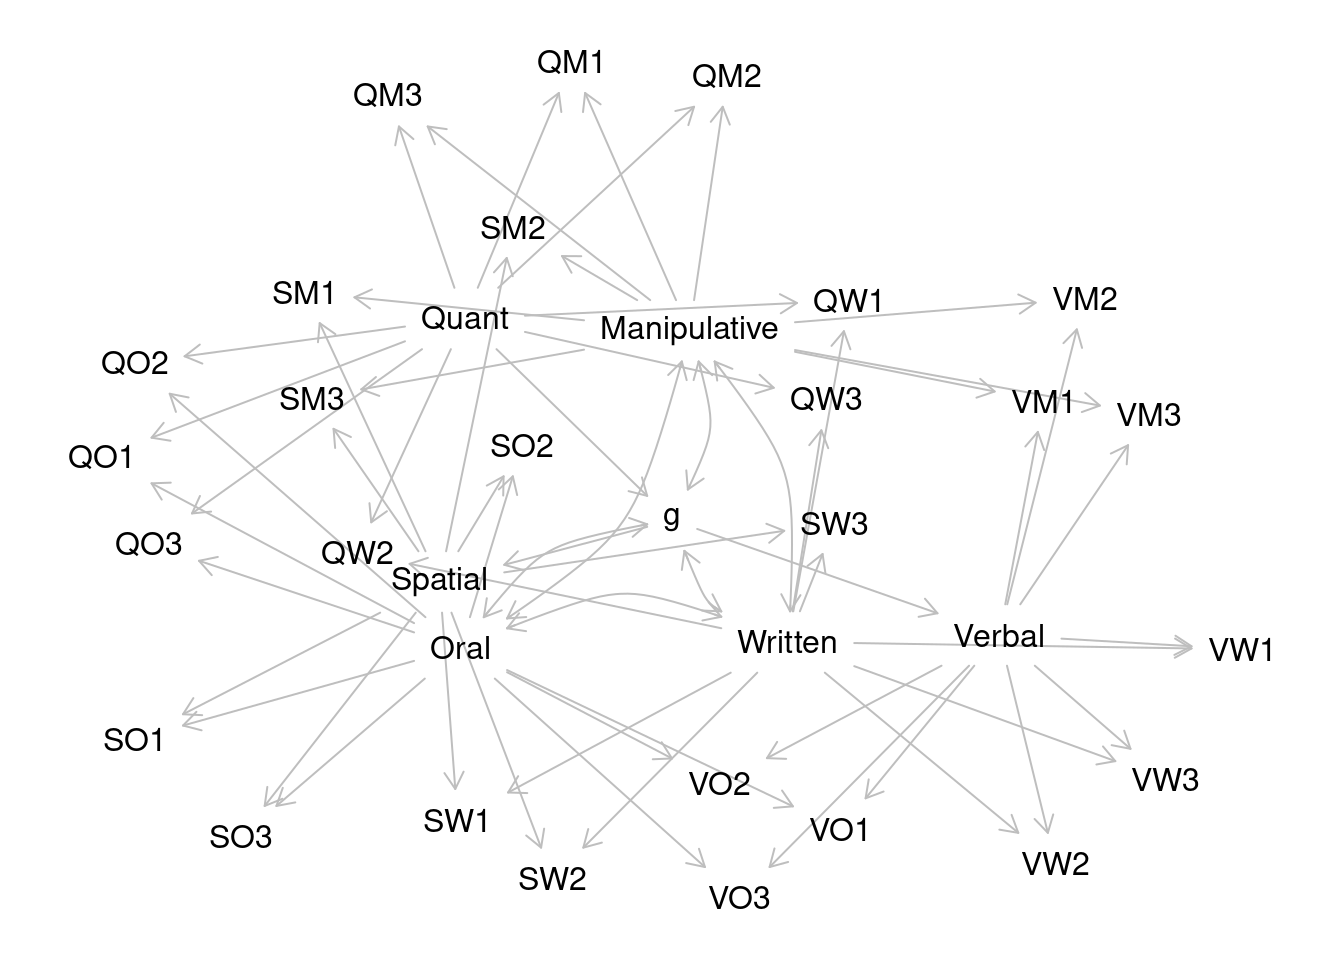 QM1
QM2
QM3
SM2
SM1
QW1
VM2
Quant
Manipulative
QO2
SM3
QW3
VM1
VM3
SO2
QO1
g
SW3
QO3
QW2
Spatial
Verbal
Written
Oral
VW1
SO1
VO2
VW3
SW1
VO1
SO3
VW2
SW2
VO3